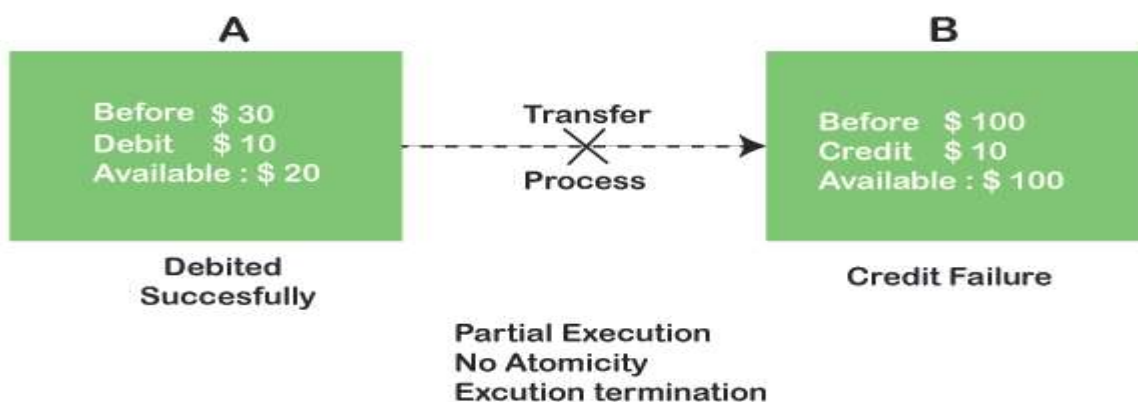 A
B
Before $ 30
Debit $ 10
Available : $ 20
Transfer
Process
Before $ 100
Credit $ 10
Available : $ 100
Debited
Succesfully
Credit Failure
Partial Execution
No Atomicity
Excution termination